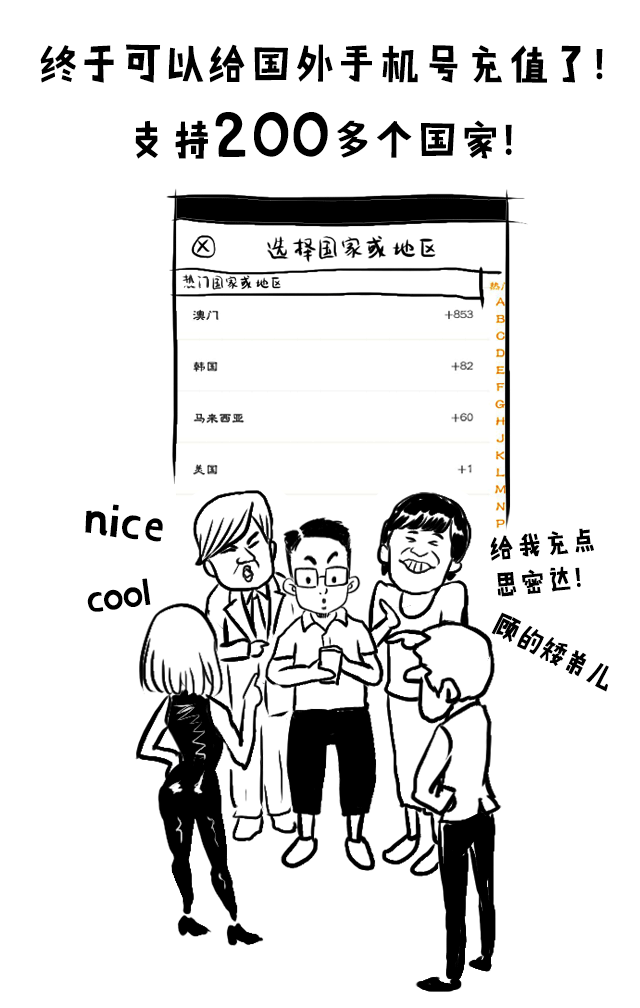 终于可以给国外手机号充值了!
支持200多个国家!
选择国家或地区
热门国家或地区
热门
澳门 +853
韩国 +82
马来西亚 +60
美国 +1
A
B
C
D
E
F
G
H
J
K
L
M
N
P
nice
cool
给我充点
思密达!
顾的矮弟儿